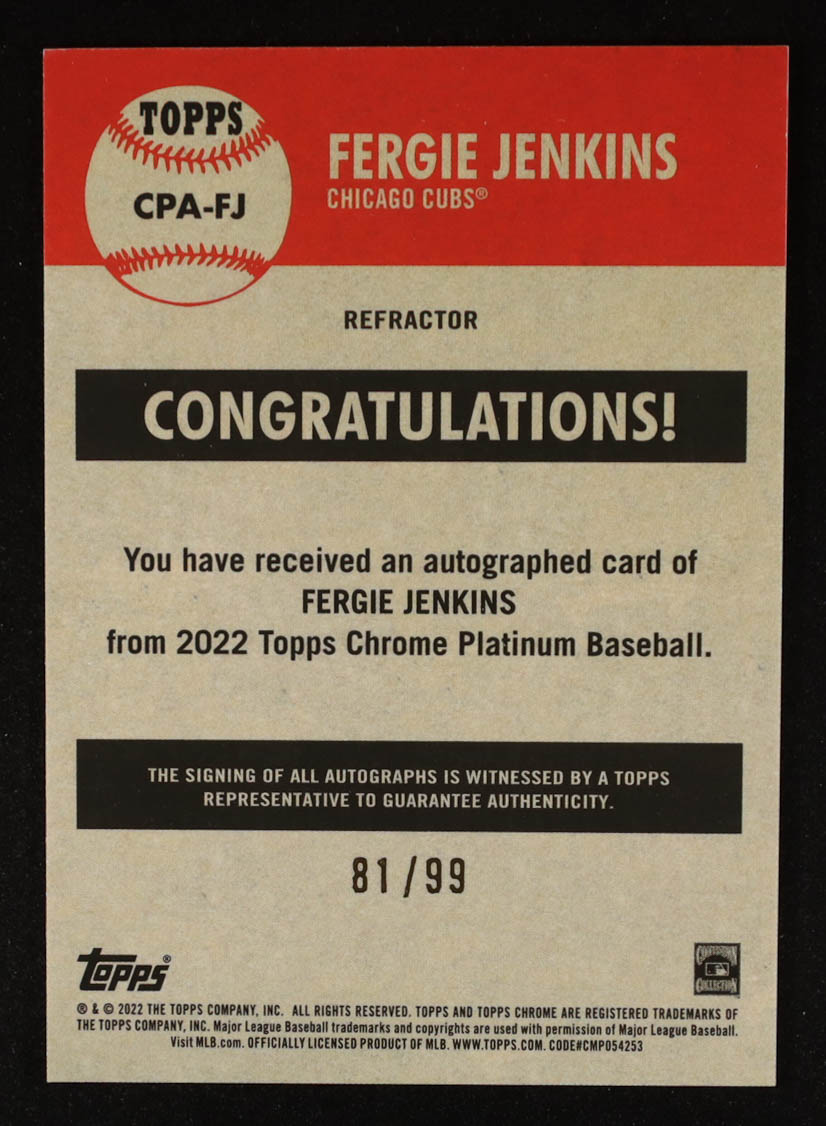 TOPPS
CPA-FJ
FERGIE JENKINS
CHICAGO CUBS®
REFRACTOR
CONGRATULATIONS!
You have received an autographed card of
FERGIE JENKINS
from 2022 Topps Chrome Platinum Baseball.
THE SIGNING OF ALL AUTOGRAPHS IS WITNESSED BY A TOPPS
REPRESENTATIVE TO GUARANTEE AUTHENTICITY.
81/99
topps®
COOPERSTOWN
COLLECTION
® & © 2022 THE TOPPS COMPANY, INC. ALL RIGHTS RESERVED. TOPPS AND TOPPS CHROME ARE REGISTERED TRADEMARKS OF
THE TOPPS COMPANY, INC. Major League Baseball trademarks and copyrights are used with permission of Major League Baseball.
Visit MLB.com. OFFICIALLY LICENSED PRODUCT OF MLB. WWW.TOPPS.COM. CODE#CMP054253